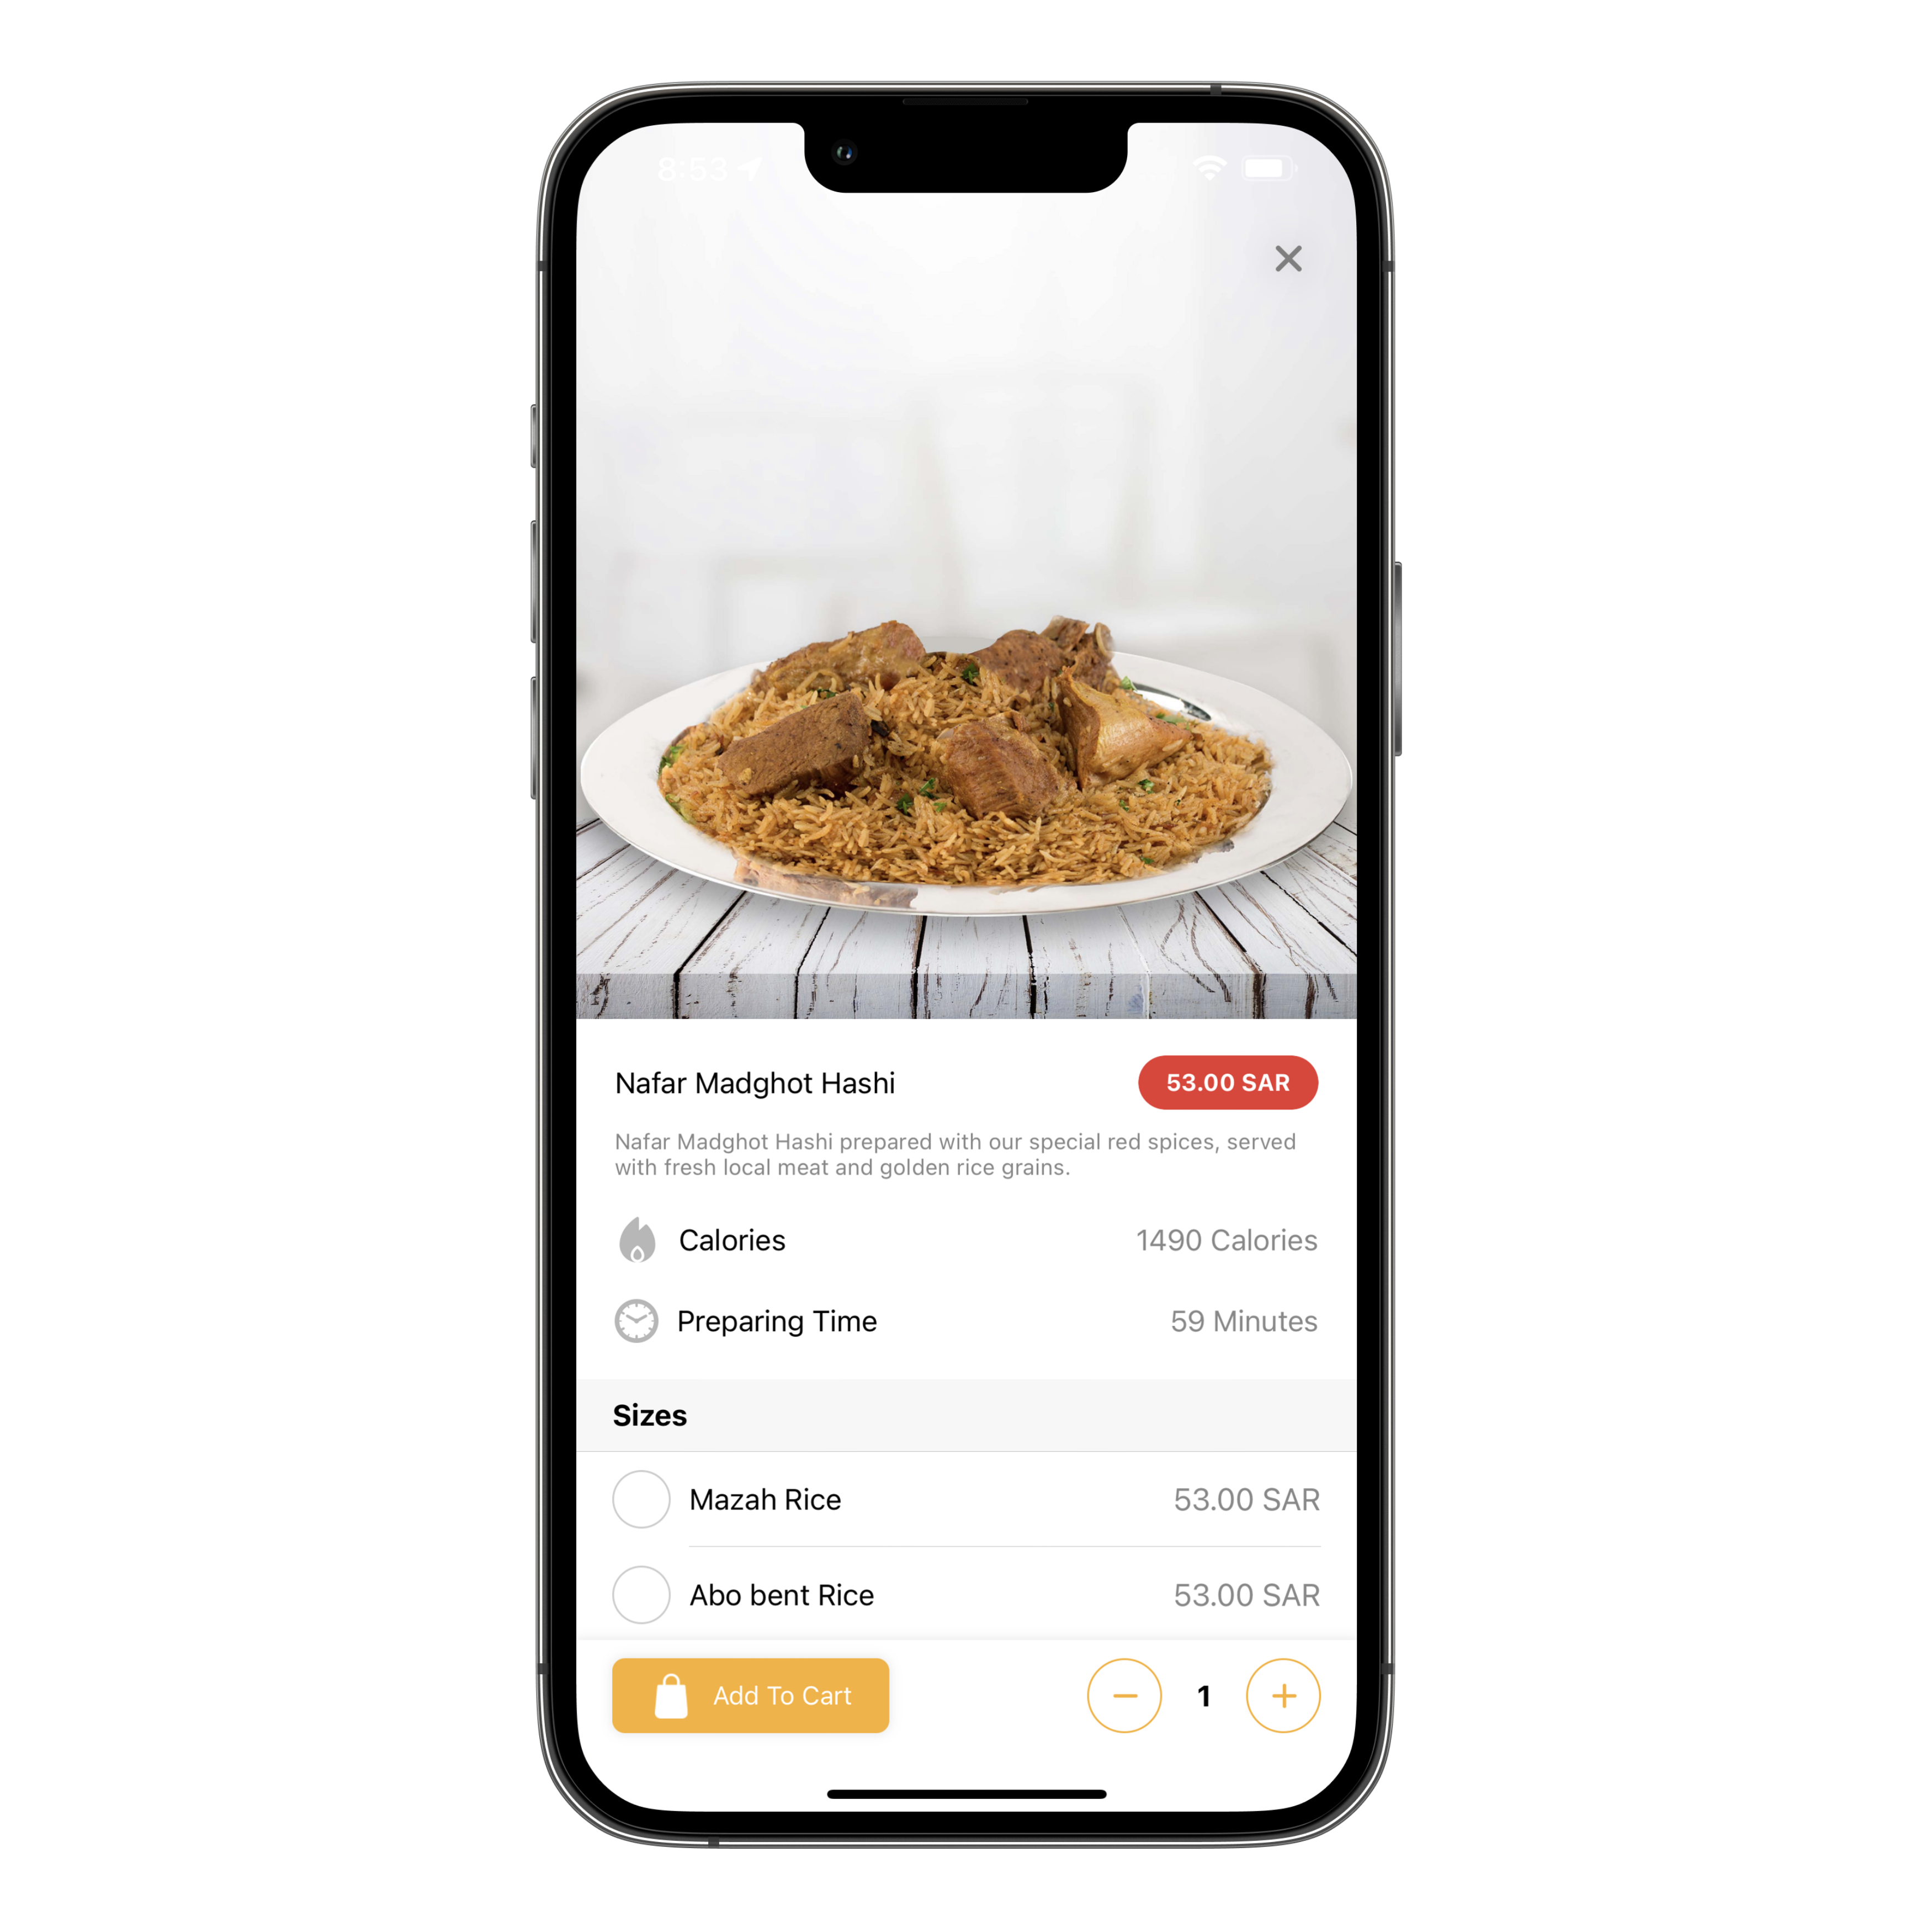 8:53
Nafar Madghot Hashi
53.00 SAR
Nafar Madghot Hashi prepared with our special red spices, served
with fresh local meat and golden rice grains.
Calories
1490 Calories
Preparing Time
59 Minutes
Sizes
Mazah Rice
53.00 SAR
Abo bent Rice
53.00 SAR
Add To Cart
1